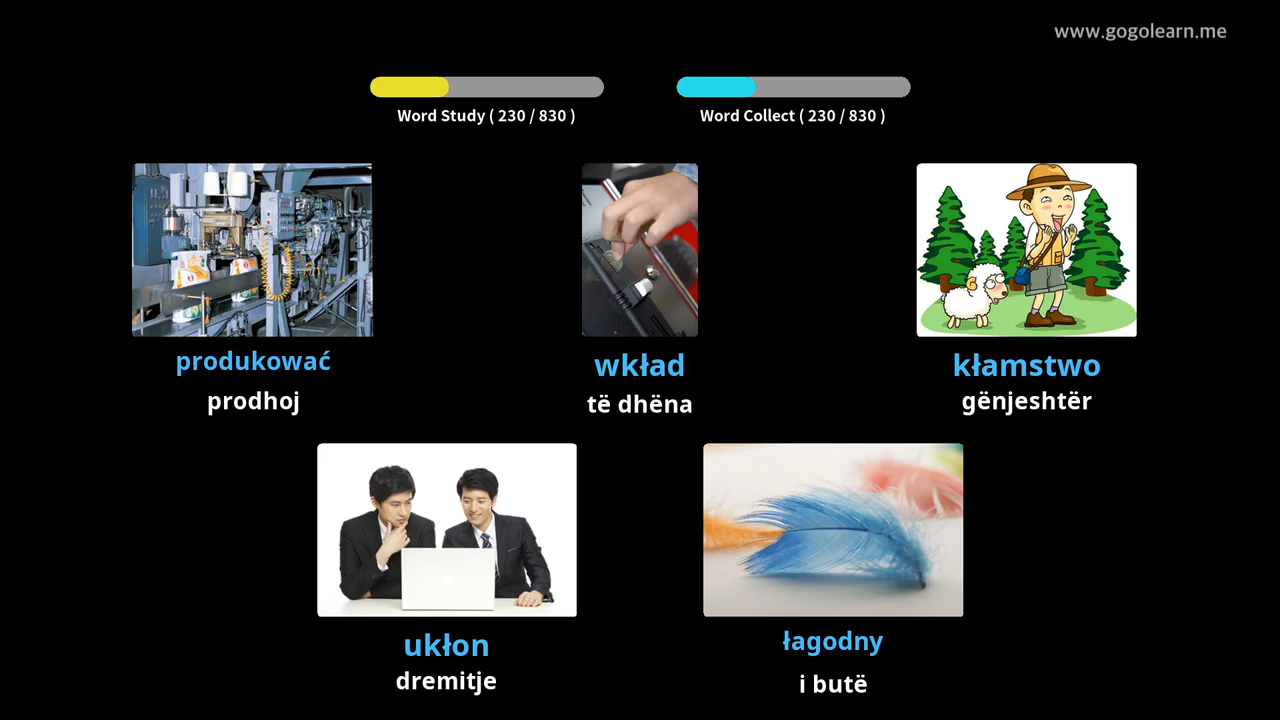 www.gogolearn.me
Word Study ( 230 / 830 )
Word Collect ( 230 / 830 )
produkować
prodhoj
wkład
të dhëna
kłamstwo
gënjeshtër
ukłon
dremitje
łagodny
i butë